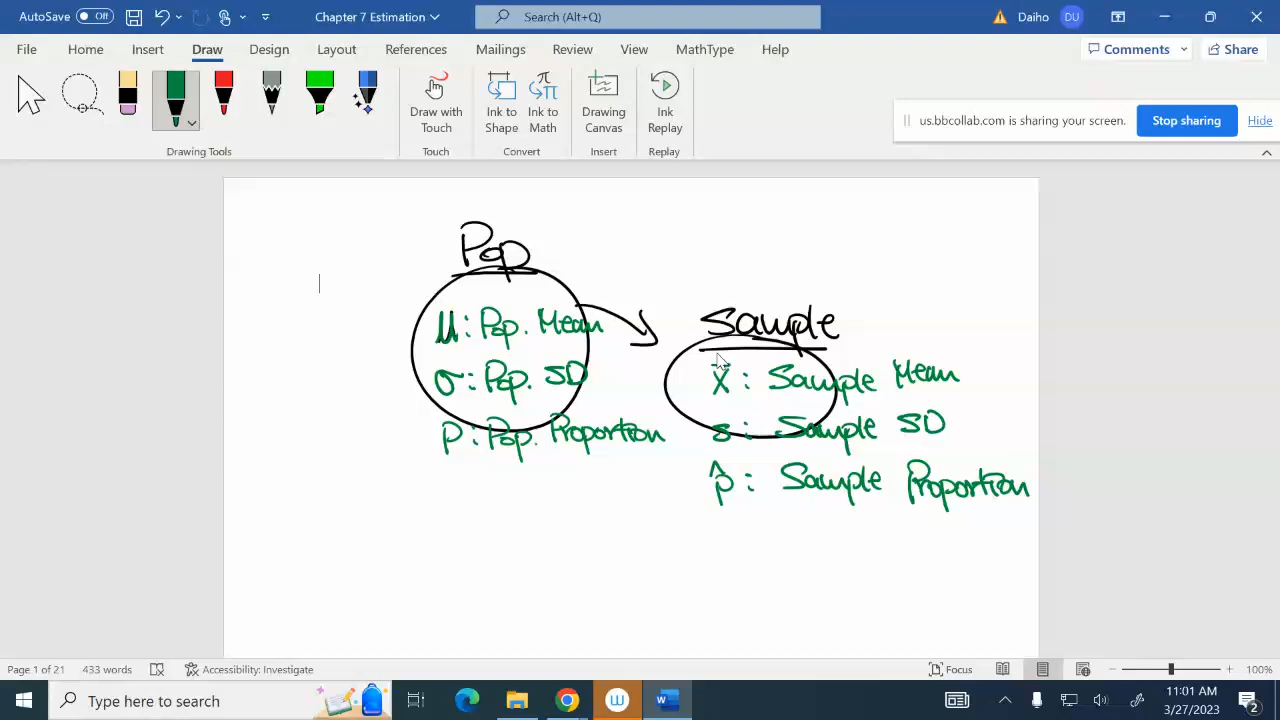 AutoSave Off Chapter 7 Estimation Search (Alt+Q) Daiho DU
File Home Insert Draw Design Layout References Mailings Review View MathType Help Comments Share
Draw with Touch
Ink to Shape
Ink to Math
Drawing Canvas
Ink Replay
Drawing Tools Touch Convert Insert Replay
us.bbcollab.com is sharing your screen. Stop sharing Hide
Pop
μ: Pop. Mean
σ: Pop. SD
p: Pop. Proportion
Sample
x̄: Sample Mean
s: Sample SD
p̂: Sample Proportion
Page 1 of 21 433 words Accessibility: Investigate Focus 100%
Type here to search
11:01 AM
3/27/2023
2